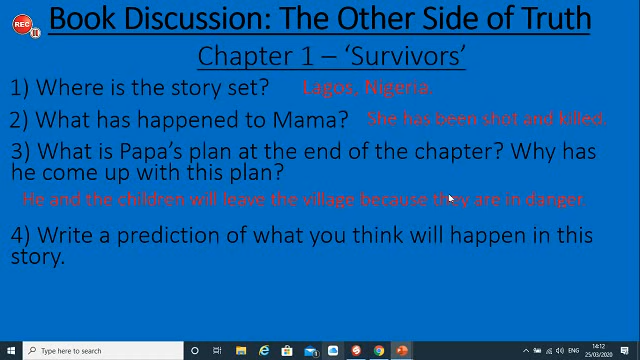 REC
Book Discussion: The Other Side of Truth
Chapter 1 – ‘Survivors’
1) Where is the story set? Lagos, Nigeria.
2) What has happened to Mama? She has been shot and killed.
3) What is Papa’s plan at the end of the chapter? Why has
he come up with this plan?
He and the children will leave the village because they are in danger
4) Write a prediction of what you think will happen in this
story.
Type here to search
ENG
14:12
25/03/2020